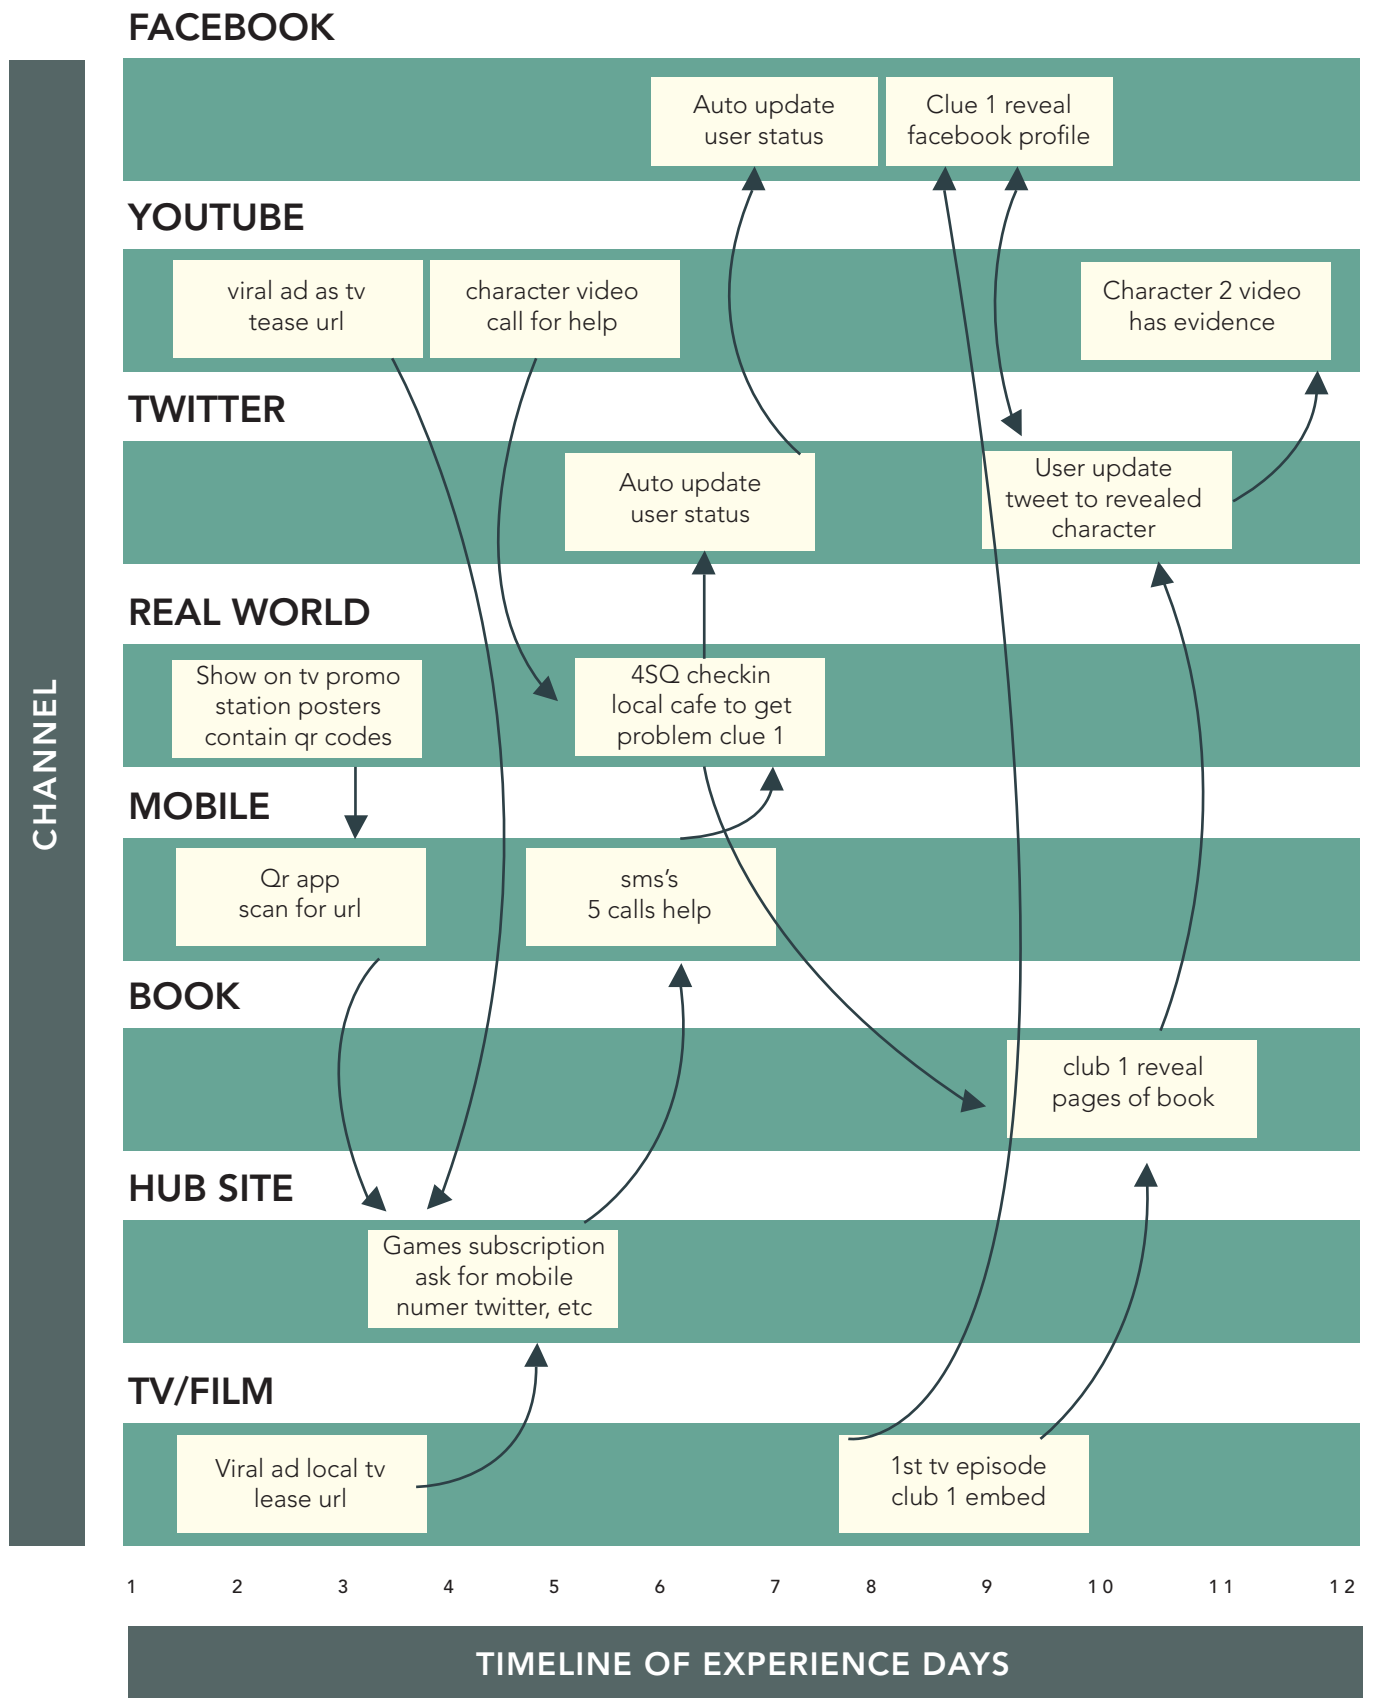 FACEBOOK
Auto update
user status
Clue 1 reveal
facebook profile
YOUTUBE
viral ad as tv
tease url
character video
call for help
Character 2 video
has evidence
TWITTER
Auto update
user status
User update
tweet to revealed
character
REAL WORLD
Show on tv promo
station posters
contain qr codes
4SQ checkin
local cafe to get
problem clue 1
MOBILE
Qr app
scan for url
sms's
5 calls help
BOOK
club 1 reveal
pages of book
HUB SITE
Games subscription
ask for mobile
numer twitter, etc
TV/FILM
Viral ad local tv
lease url
1st tv episode
club 1 embed
CHANNEL
1 2 3 4 5 6 7 8 9 10 11 12
TIMELINE OF EXPERIENCE DAYS